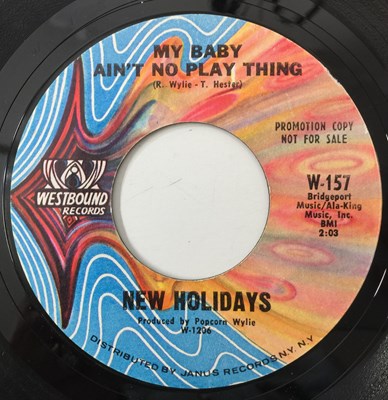 MY BABY
AIN'T NO PLAY THING
(R. Wylie - T. Hester)
PROMOTION COPY
NOT FOR SALE
WESTBOUND
RECORDS
W-157
Bridgeport
Music/Ala-King
Music, Inc.
BMI
2:03
NEW HOLIDAYS
Produced by Popcorn Wylie
W-1206
DISTRIBUTED BY JANUS RECORDS N.Y. N.Y.